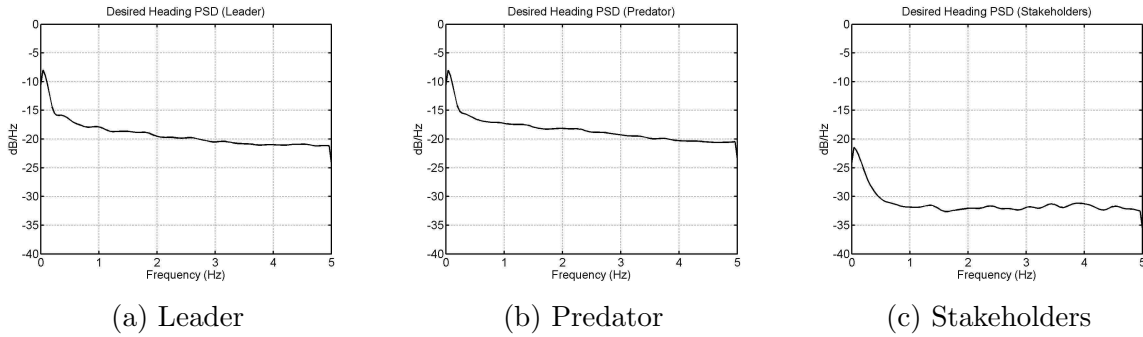 Desired Heading PSD (Leader)
0
-5
-10
-15
-20
-25
-30
-35
-40
dB/Hz
0 1 2 3 4 5
Frequency (Hz)
(a) Leader
Desired Heading PSD (Predator)
0
-5
-10
-15
-20
-25
-30
-35
-40
dB/Hz
0 1 2 3 4 5
Frequency (Hz)
(b) Predator
Desired Heading PSD (Stakeholders)
0
-5
-10
-15
-20
-25
-30
-35
-40
dB/Hz
0 1 2 3 4 5
Frequency (Hz)
(c) Stakeholders